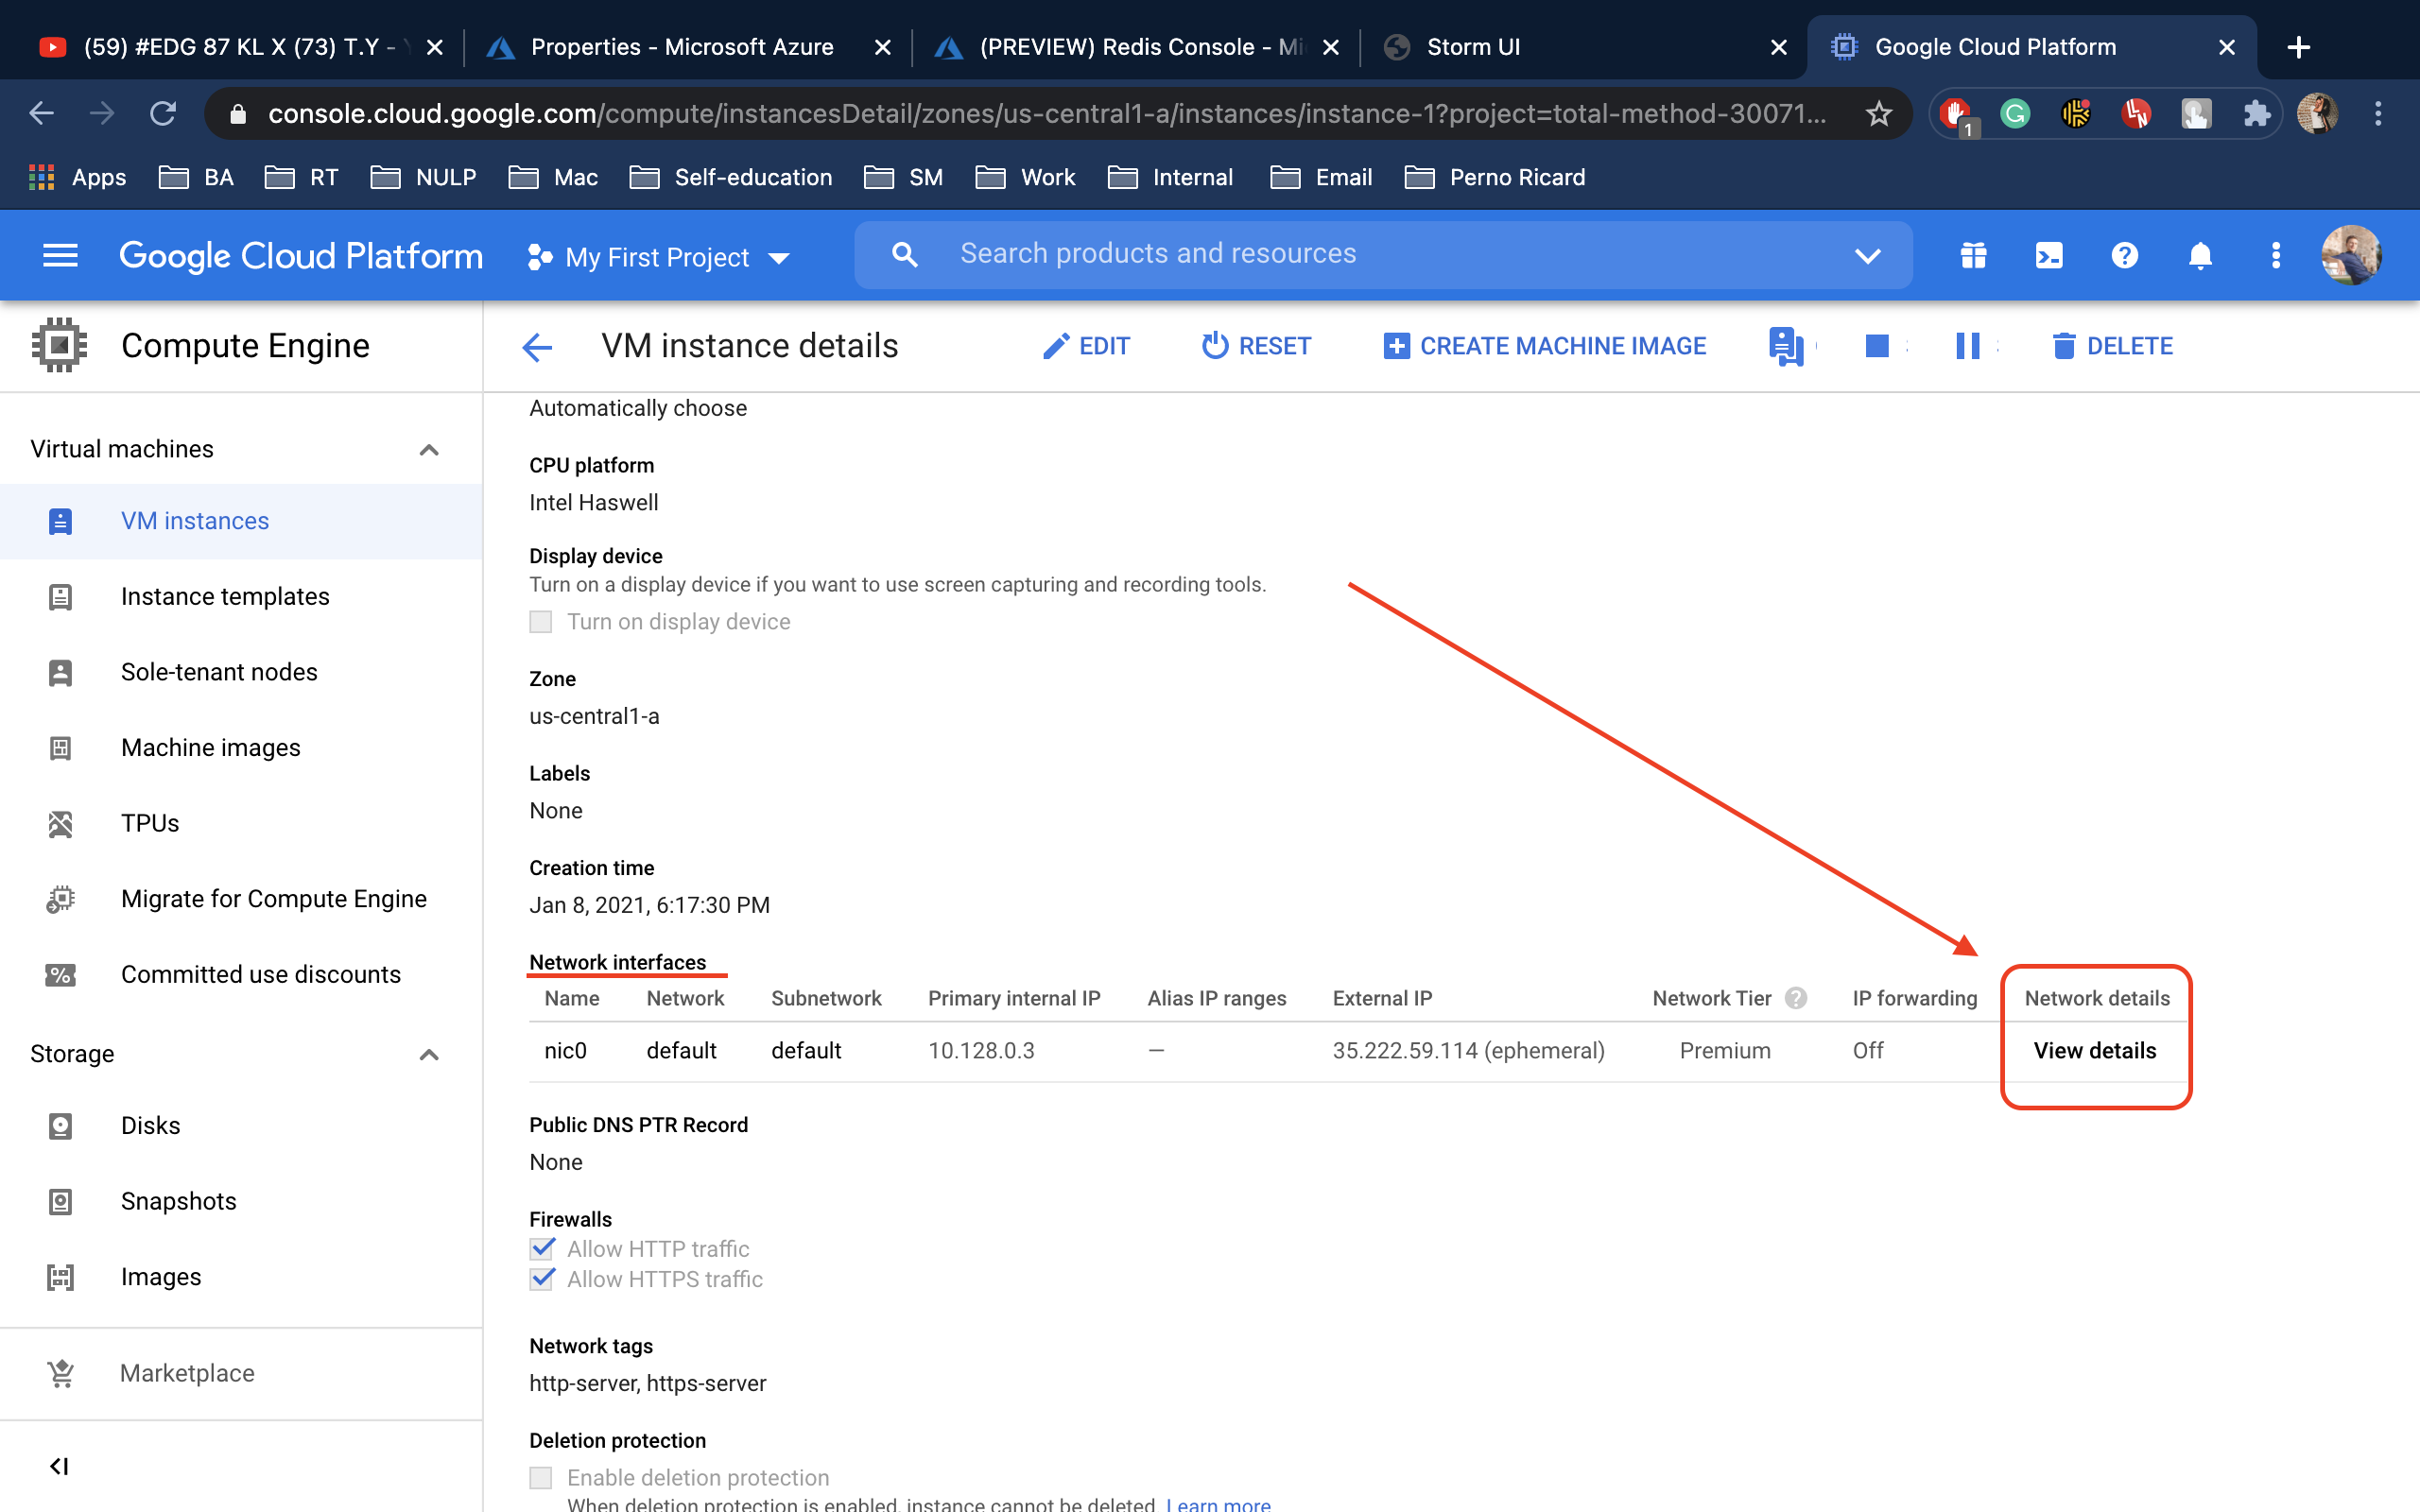 (59) #EDG 87 KL X (73) T.Y -
Properties - Microsoft Azure
(PREVIEW) Redis Console - Mi
Storm UI
Google Cloud Platform
console.cloud.google.com/compute/instancesDetail/zones/us-central1-a/instances/instance-1?project=total-method-30071...
1
Apps
BA
RT
NULP
Mac
Self-education
SM
Work
Internal
Email
Perno Ricard
Google Cloud Platform
My First Project
Search products and resources
Compute Engine
VM instance details
EDIT
RESET
CREATE MACHINE IMAGE
DELETE
Virtual machines
VM instances
Instance templates
Sole-tenant nodes
Machine images
TPUs
Migrate for Compute Engine
Committed use discounts
Storage
Disks
Snapshots
Images
Marketplace
Automatically choose
CPU platform
Intel Haswell
Display device
Turn on a display device if you want to use screen capturing and recording tools.
Turn on display device
Zone
us-central1-a
Labels
None
Creation time
Jan 8, 2021, 6:17:30 PM
Network interfaces
Name Network Subnetwork Primary internal IP Alias IP ranges External IP Network Tier ? IP forwarding Network details
nic0 default default 10.128.0.3 — 35.222.59.114 (ephemeral) Premium Off View details
Public DNS PTR Record
None
Firewalls
Allow HTTP traffic
Allow HTTPS traffic
Network tags
http-server, https-server
Deletion protection
Enable deletion protection
When deletion protection is enabled, instance cannot be deleted. Learn more